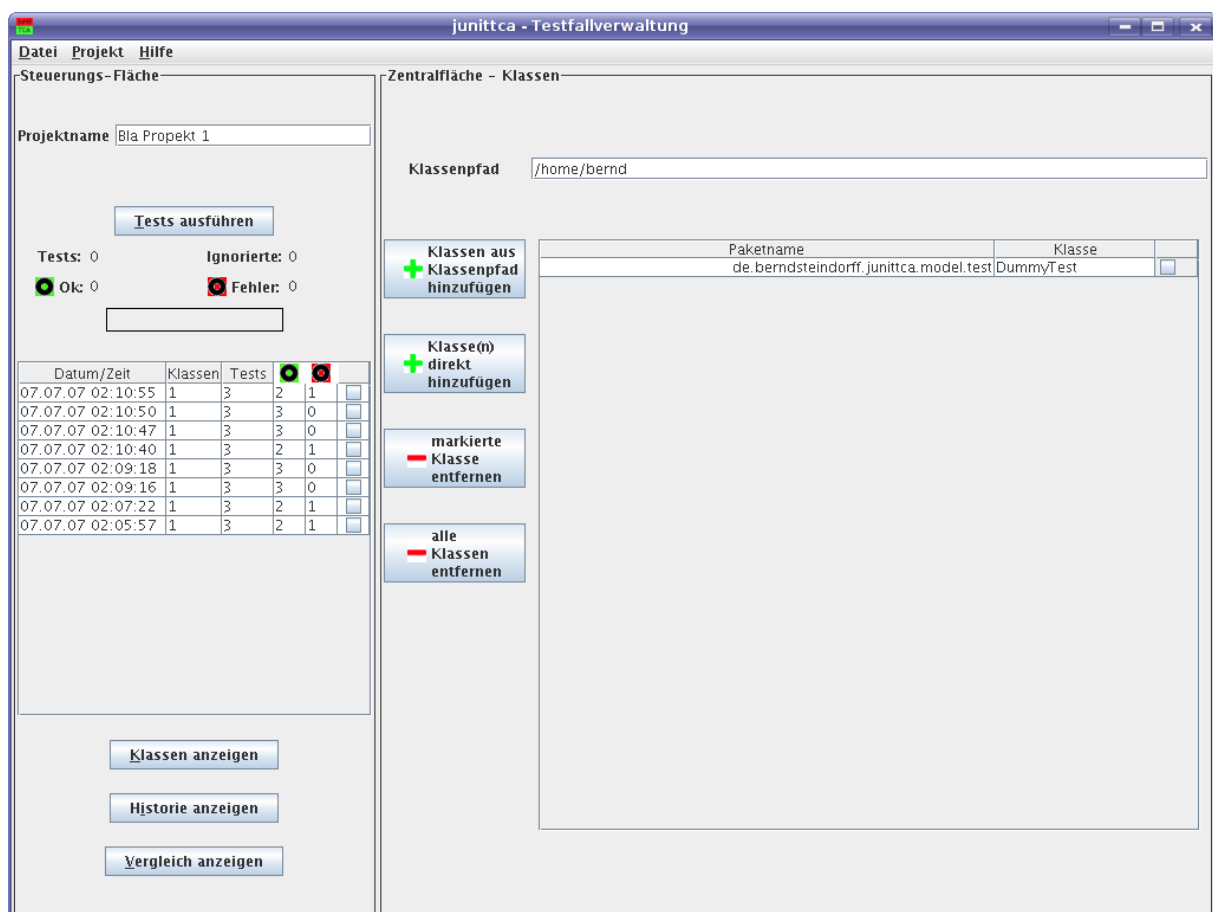 junittca - Testfallverwaltung
Datei Projekt Hilfe
Steuerungs-Fläche
Projektname Bla Propekt 1
Tests ausführen
Tests: 0 Ignorierte: 0
Ok: 0 Fehler: 0
Datum/Zeit Klassen Tests
07.07.07 02:10:55 1 3 2 1
07.07.07 02:10:50 1 3 3 0
07.07.07 02:10:47 1 3 3 0
07.07.07 02:10:40 1 3 2 1
07.07.07 02:09:18 1 3 3 0
07.07.07 02:09:16 1 3 3 0
07.07.07 02:07:22 1 3 2 1
07.07.07 02:05:57 1 3 2 1
Klassen anzeigen
Historie anzeigen
Vergleich anzeigen
Zentralfläche - Klassen
Klassenpfad /home/bernd
Klassen aus
Klassenpfad
hinzufügen
Klasse(n)
direkt
hinzufügen
markierte
Klasse
entfernen
alle
Klassen
entfernen
Paketname Klasse
de.berndsteindorff.junittca.model.test DummyTest